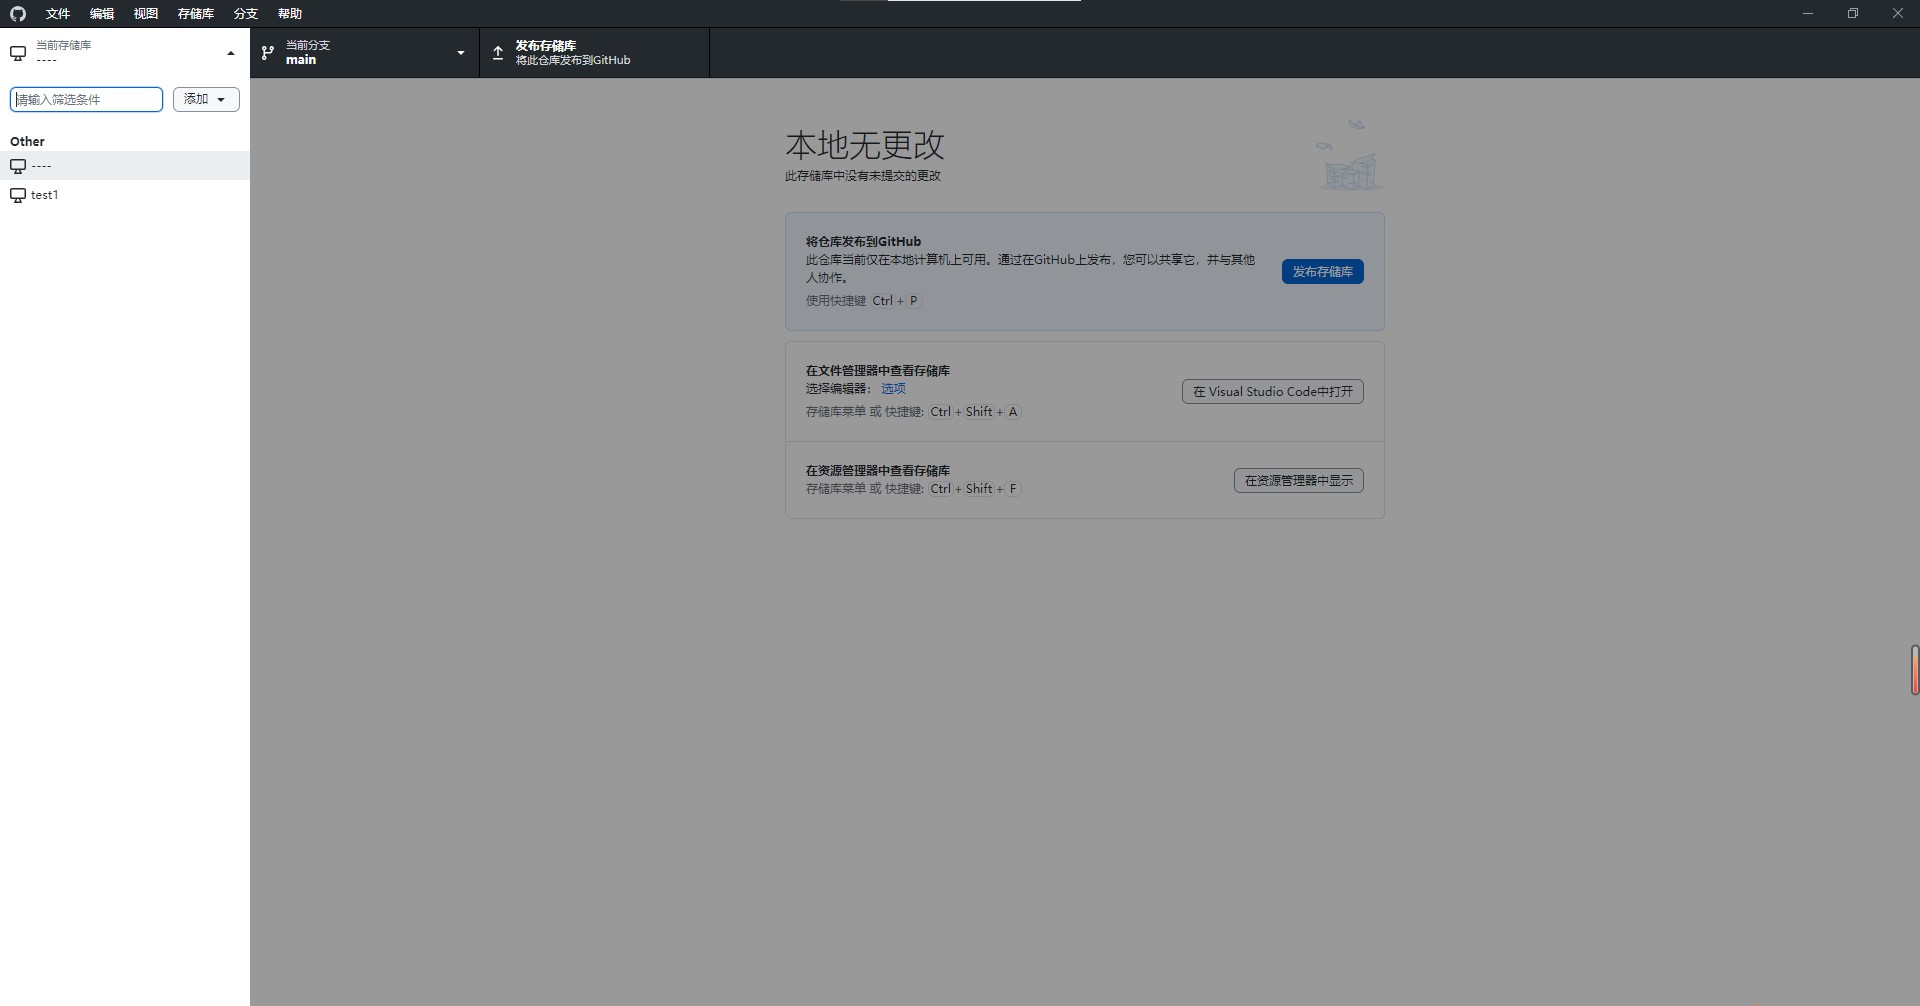 文件 编辑 视图 存储库 分支 帮助
当前存储库
----
当前分支
main
发布存储库
将此仓库发布到GitHub
请输入筛选条件
添加
Other
----
test1
本地无更改
此存储库中没有未提交的更改
将仓库发布到GitHub
此仓库当前仅在本地计算机上可用。通过在GitHub上发布，您可以共享它，并与其他
人协作。
使用快捷键 Ctrl + P
发布存储库
在文件管理器中查看存储库
选择编辑器： 选项
存储库菜单 或 快捷键: Ctrl + Shift + A
在 Visual Studio Code中打开
在资源管理器中查看存储库
存储库菜单 或 快捷键: Ctrl + Shift + F
在资源管理器中显示